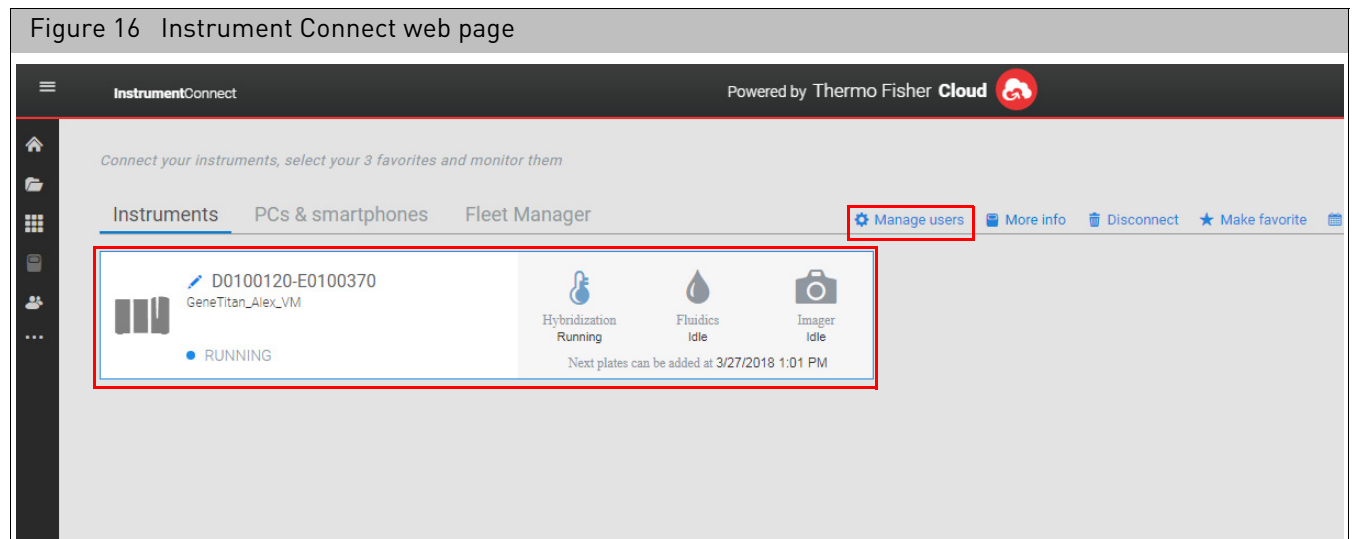 Figure 16 Instrument Connect web page
InstrumentConnect
Powered by Thermo Fisher Cloud
Connect your instruments, select your 3 favorites and monitor them
Instruments PCs & smartphones Fleet Manager
Manage users More info Disconnect Make favorite
D0100120-E0100370
GeneTitan_Alex_VM
RUNNING
Hybridization Fluidics Imager
Running Idle Idle
Next plates can be added at 3/27/2018 1:01 PM